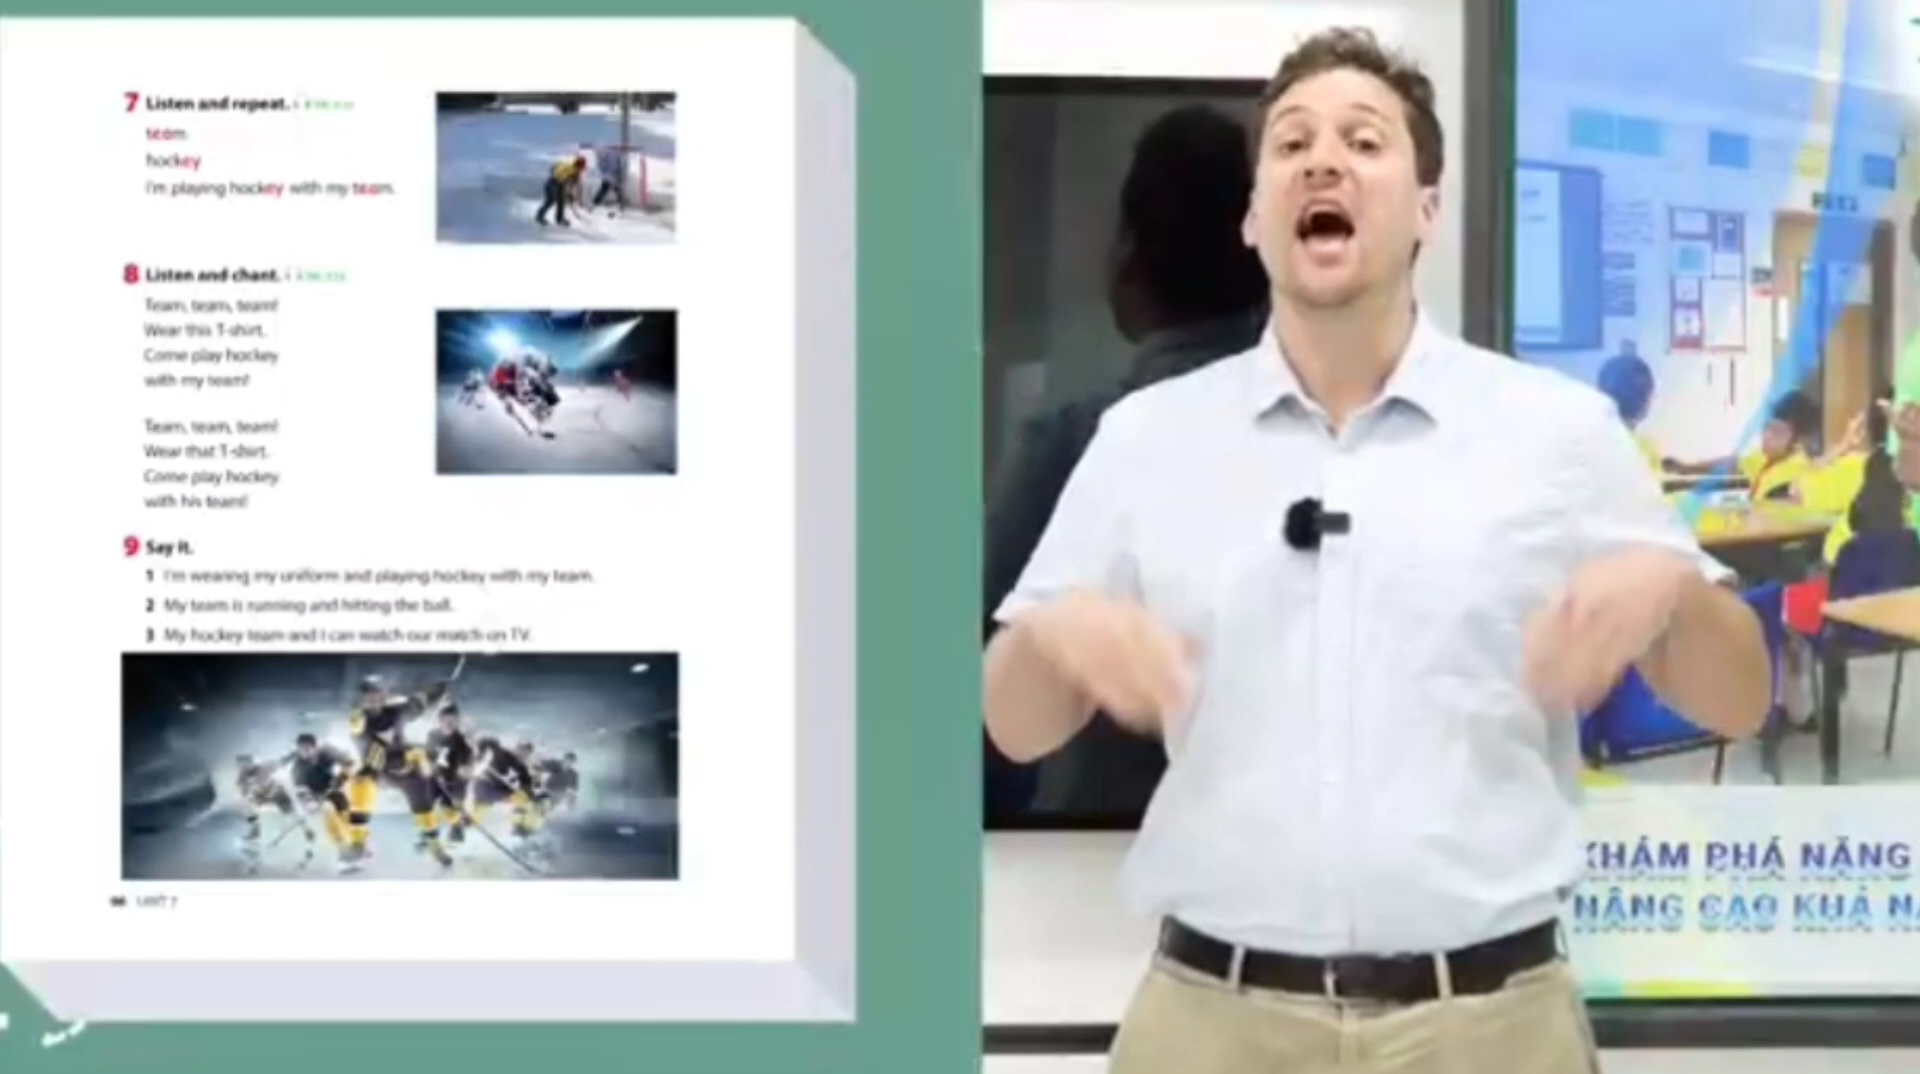 7 Listen and repeat.
team
hockey
I'm playing hockey with my team.
8 Listen and chant.
Team, team, team!
Wear this T-shirt.
Come play hockey
with my team!
Team, team, team!
Wear that T-shirt.
Come play hockey
with his team!
9 Say it.
1 I'm wearing my uniform and playing hockey with my team.
2 My team is running and hitting the ball.
3 My hockey team and I can watch our match on TV.
UNIT 7
KHÁM PHÁ NĂNG
NÂNG CAO KHẢ